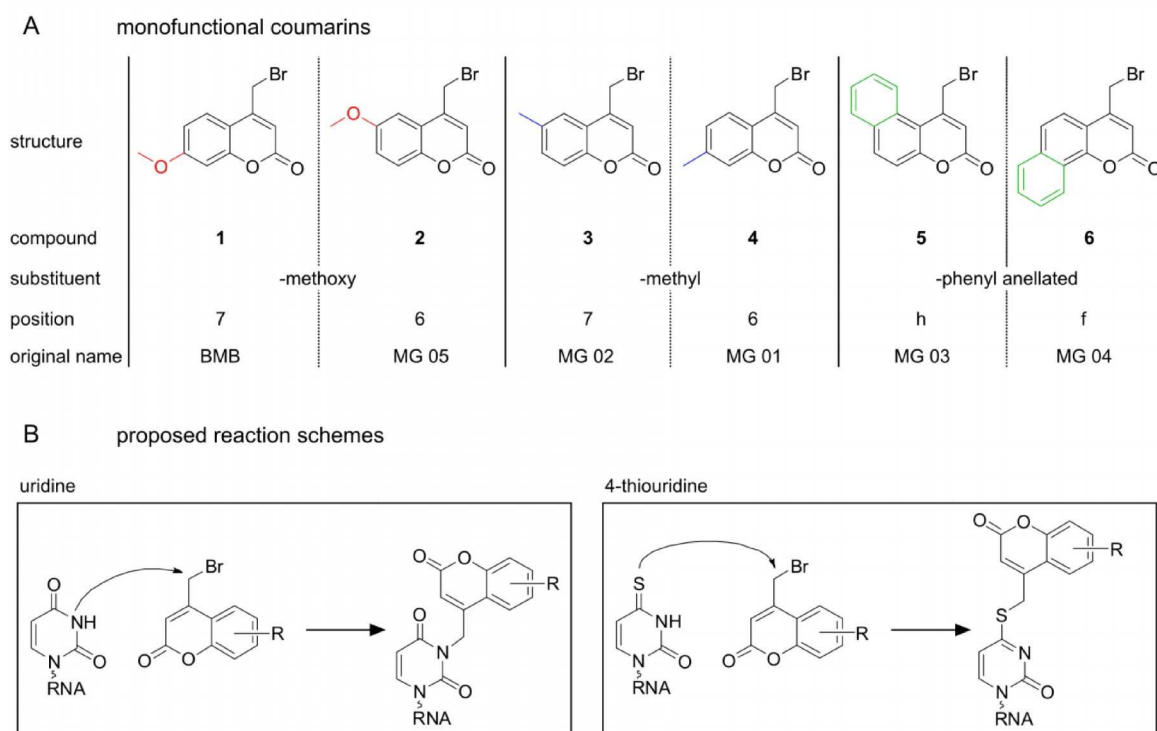 A monofunctional coumarins
structure
Br Br Br Br Br Br
O O O O O O O O O O O O O O
compound 1 2 3 4 5 6
substituent -methoxy -methyl -phenyl anellated
position 7 6 7 6 h f
original name BMB MG 05 MG 02 MG 01 MG 03 MG 04
B proposed reaction schemes
uridine
O NH N O RNA
Br O O R
O O R O N N O RNA
4-thiouridine
S NH N O RNA
Br O O R
O O R S N N O RNA